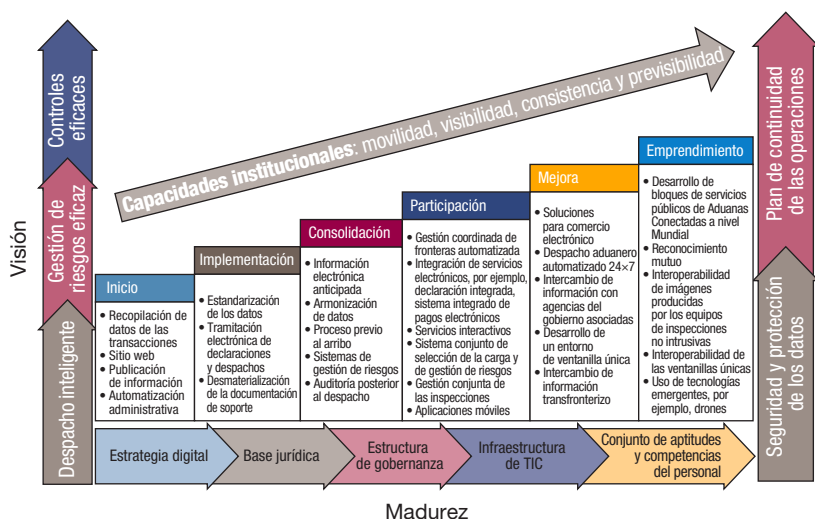 Visión
Controles
eficaces
Gestión de
riesgos eficaz
Despacho inteligente
Capacidades institucionales: movilidad, visibilidad, consistencia y previsibilidad
Inicio
• Recopilación de
datos de las
transacciones
• Sitio web
• Publicación
de información
• Automatización
administrativa
Implementación
• Estandarización
de los datos
• Tramitación
electrónica de
declaraciones
y despachos
• Desmaterialización
de la documentación
de soporte
Consolidación
• Información
electrónica
anticipada
• Armonización
de datos
• Proceso previo
al arribo
• Sistemas
de gestión de riesgos
• Auditoría posterior
al despacho
Participación
• Gestión coordinada de
fronteras automatizada
• Integración de servicios
electrónicos, por ejemplo,
declaración integrada,
sistema integrado de
pagos electrónicos
• Servicios interactivos
• Sistema conjunto de
selección de la carga y
de gestión de riesgos
• Gestión conjunta de
las inspecciones
• Aplicaciones móviles
Mejora
• Soluciones
para comercio
electrónico
• Despacho aduanero
automatizado 24×7
• Intercambio de
información con
agencias del
gobierno asociadas
• Desarrollo de
un entorno
de ventanilla única
• Intercambio de
información
transfronterizo
Emprendimiento
• Desarrollo de
bloques de servicios
públicos de Aduanas
Conectadas a nivel
Mundial
• Reconocimiento
mutuo
• Interoperabilidad
de imágenes
producidas
por los equipos
de inspecciones
no intrusivas
• Interoperabilidad de
las ventanillas únicas
• Uso de tecnologías
emergentes, por
ejemplo, drones
Plan de continuidad
de las operaciones
Seguridad y protección
de los datos
Estrategia digital
Base jurídica
Estructura
de gobernanza
Infraestructura
de TIC
Conjunto de aptitudes
y competencias
del personal
Madurez